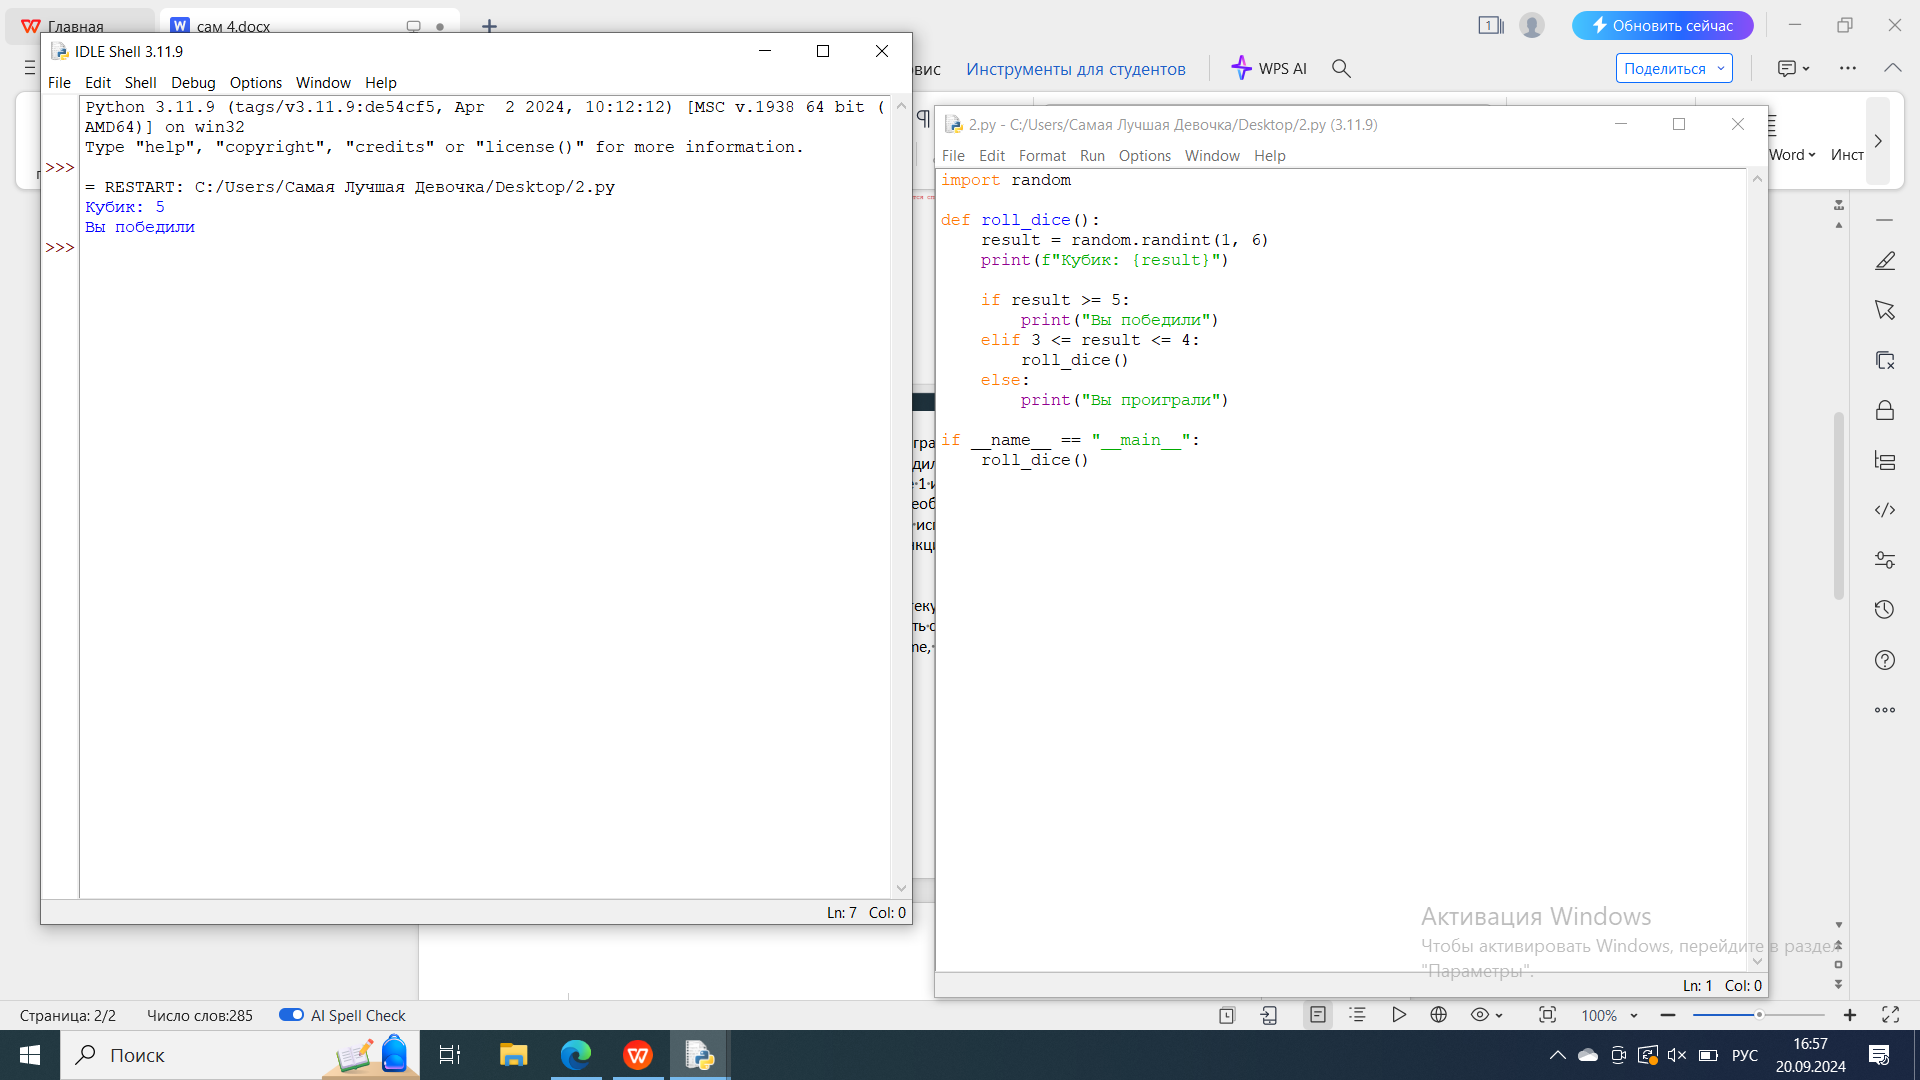 Главная
сам 4.docx
Обновить сейчас
IDLE Shell 3.11.9
File Edit Shell Debug Options Window Help
Инструменты для студентов
WPS AI
Поделиться
Python 3.11.9 (tags/v3.11.9:de54cf5, Apr  2 2024, 10:12:12) [MSC v.1938 64 bit (
AMD64)] on win32
Type "help", "copyright", "credits" or "license()" for more information.
>>>
= RESTART: C:/Users/Самая Лучшая Девочка/Desktop/2.py
Кубик: 5
Вы победили
>>>
Ln: 7 Col: 0
2.py - C:/Users/Самая Лучшая Девочка/Desktop/2.py (3.11.9)
File Edit Format Run Options Window Help
Word
import random
def roll_dice():
    result = random.randint(1, 6)
    print(f"Кубик: {result}")
    if result >= 5:
        print("Вы победили")
    elif 3 <= result <= 4:
        roll_dice()
    else:
        print("Вы проиграли")
if __name__ == "__main__":
    roll_dice()
Ln: 1 Col: 0
Активация Windows
Чтобы активировать Windows, перейдите в раздел
"Параметры".
Страница: 2/2 Число слов:285 AI Spell Check
100%
Поиск
РУС
16:57
20.09.2024